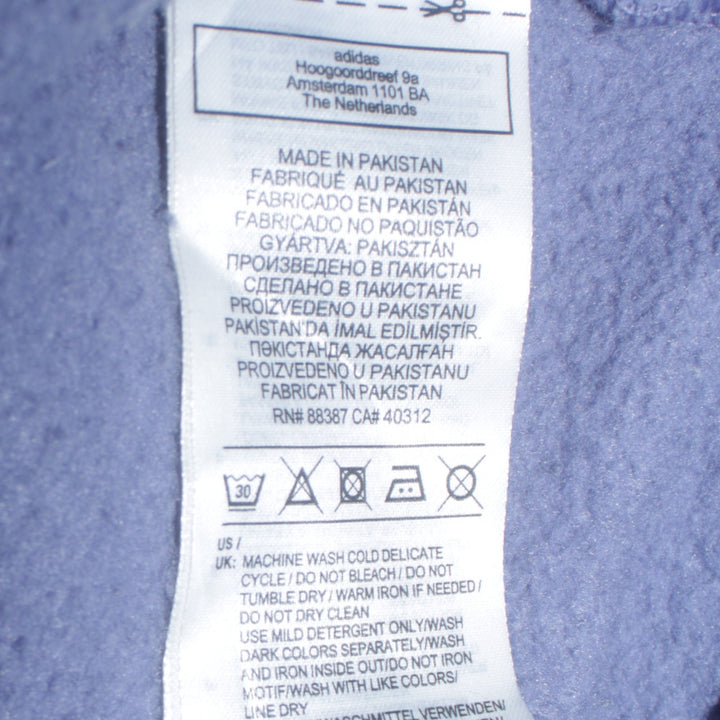 adidas
Hoogoorddreef 9a
Amsterdam 1101 BA
The Netherlands
MADE IN PAKISTAN
FABRIQUÉ AU PAKISTAN
FABRICADO EN PAKISTÁN
FABRICADO NO PAQUISTÃO
GYÁRTVA: PAKISZTÁN
ПРОИЗВЕДЕНО В ПАКИСТАН
СДЕЛАНО В ПАКИСТАНЕ
PROIZVEDENO U PAKISTANU
PAKİSTAN'DA İMAL EDİLMİŞTİR.
ПӘКІСТАНДА ЖАСАЛҒАН
PROIZVEDENO U PAKISTANU
FABRICAT ÎN PAKISTAN
RN# 88387 CA# 40312
30
US /
UK: MACHINE WASH COLD DELICATE
CYCLE / DO NOT BLEACH / DO NOT
TUMBLE DRY / WARM IRON IF NEEDED /
DO NOT DRY CLEAN
USE MILD DETERGENT ONLY/WASH
DARK COLORS SEPARATELY/WASH
AND IRON INSIDE OUT/DO NOT IRON
MOTIF/WASH WITH LIKE COLORS/
LINE DRY
VERWENDEN/